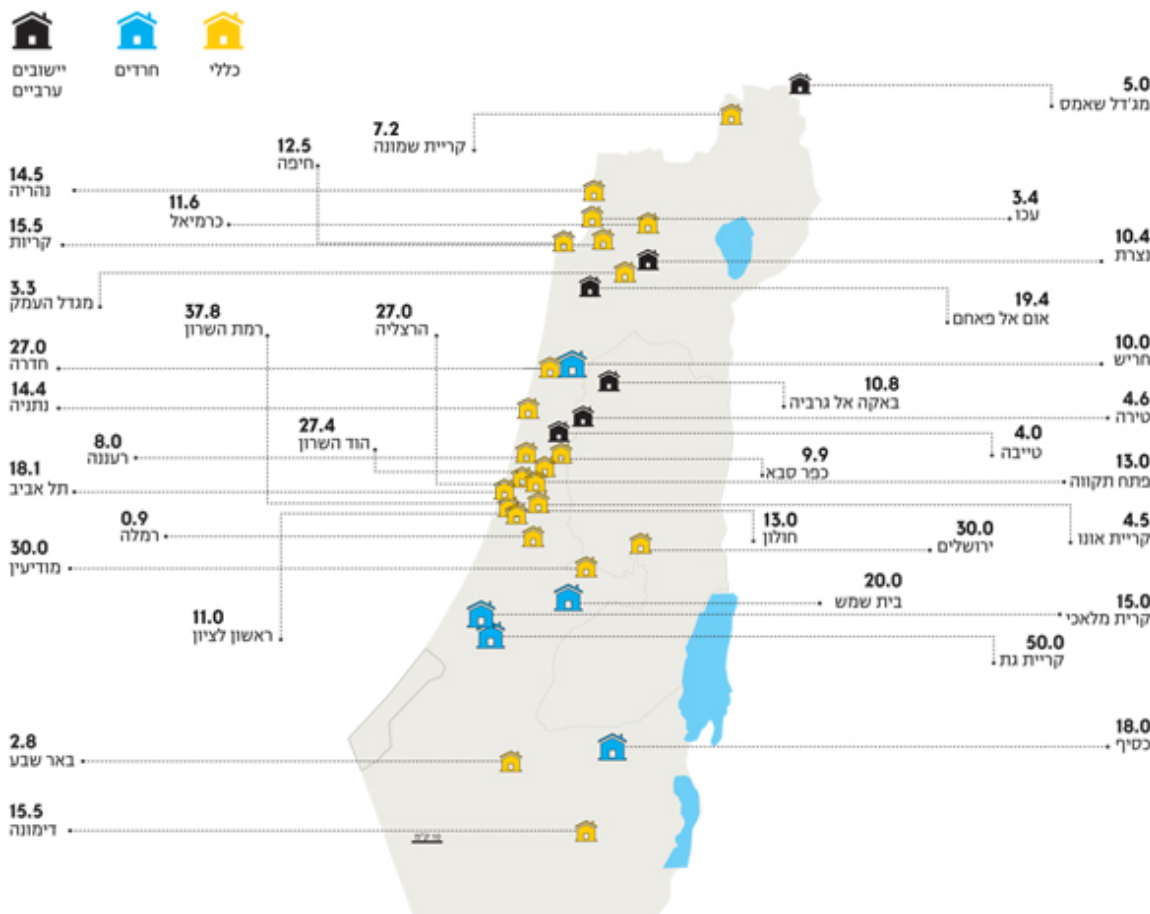 כללי
חרדים
יישובים
ערביים
5.0
מג'דל שאמס
7.2
קריית שמונה
12.5
חיפה
14.5
נהריה
11.6
כרמיאל
3.4
עכו
15.5
קריות
10.4
נצרת
3.3
מגדל העמק
19.4
אום אל פאחם
37.8
רמת השרון
27.0
הרצליה
27.0
חדרה
10.0
חריש
10.8
באקה אל גרביה
14.4
נתניה
4.6
טירה
27.4
הוד השרון
4.0
טייבה
8.0
רעננה
9.9
כפר סבא
13.0
פתח תקווה
18.1
תל אביב
0.9
רמלה
13.0
חולון
30.0
ירושלים
4.5
קריית אונו
30.0
מודיעין
20.0
בית שמש
15.0
קרית מלאכי
11.0
ראשון לציון
50.0
קריית גת
18.0
כסיף
2.8
באר שבע
15.5
דימונה